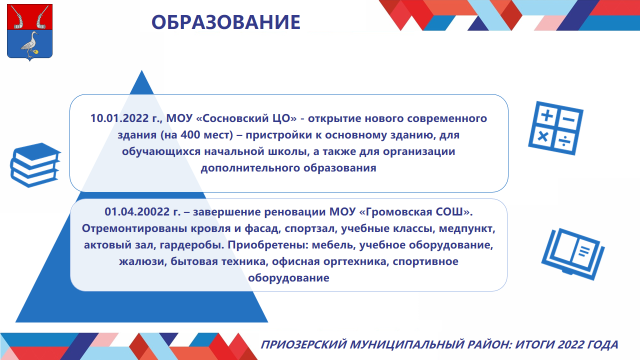 ОБРАЗОВАНИЕ
10.01.2022 г., МОУ «Сосновский ЦО» - открытие нового современного
здания (на 400 мест) – пристройки к основному зданию, для
обучающихся начальной школы, а также для организации
дополнительного образования
01.04.20022 г. – завершение реновации МОУ «Громовская СОШ».
Отремонтированы кровля и фасад, спортзал, учебные классы, медпункт,
актовый зал, гардеробы. Приобретены: мебель, учебное оборудование,
жалюзи, бытовая техника, офисная оргтехника, спортивное
оборудование
ПРИОЗЕРСКИЙ МУНИЦИПАЛЬНЫЙ РАЙОН: ИТОГИ 2022 ГОДА